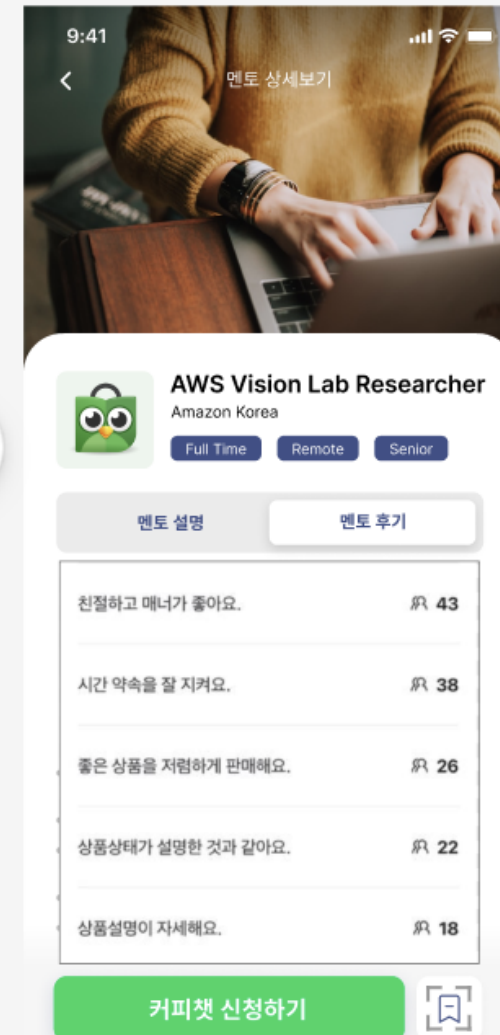 9:41
멘토 상세보기
AWS Vision Lab Researcher
Amazon Korea
Full Time Remote Senior
멘토 설명 멘토 후기
친절하고 매너가 좋아요. 43
시간 약속을 잘 지켜요. 38
좋은 상품을 저렴하게 판매해요. 26
상품상태가 설명한 것과 같아요. 22
상품설명이 자세해요. 18
커피챗 신청하기